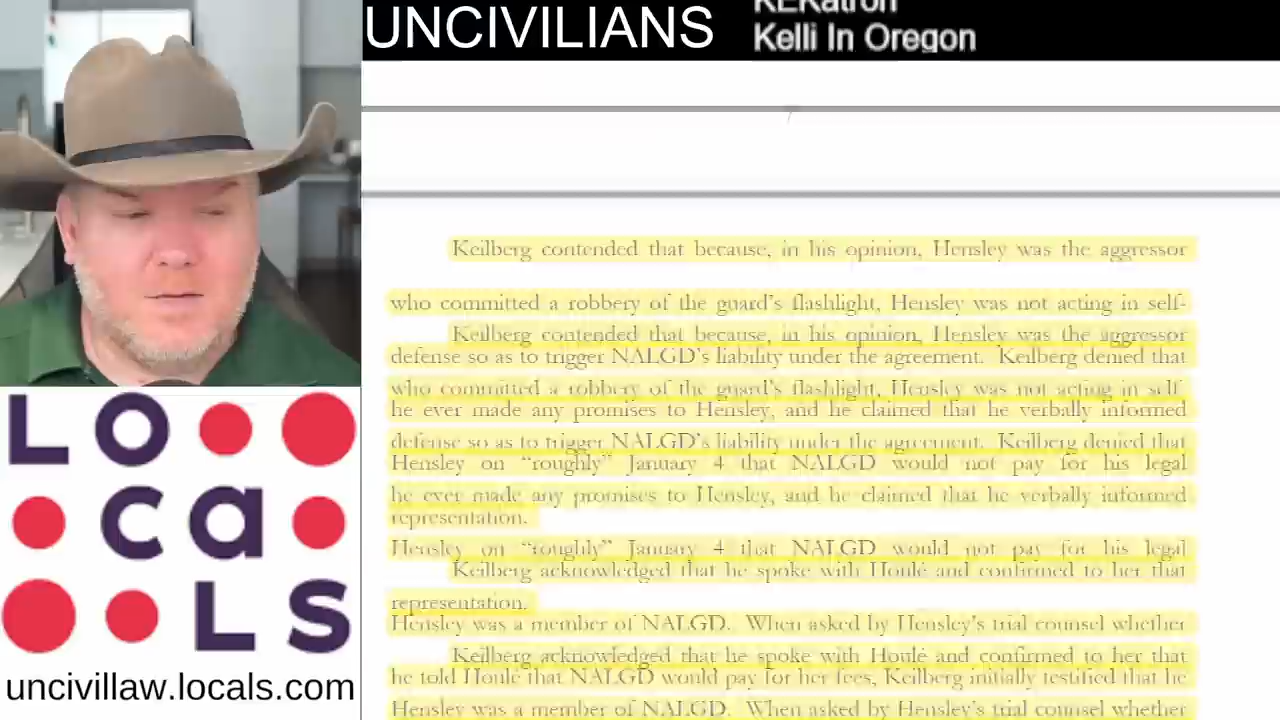 UNCIVILIANS
KEKatron
Kelli In Oregon
Keilberg contended that because, in his opinion, Hensley was the aggressor
who committed a robbery of the guard's flashlight, Hensley was not acting in self-
Keilberg contended that because, in his opinion, Hensley was the aggressor
defense so as to trigger NALGD's liability under the agreement. Keilberg denied that
who committed a robbery of the guard's flashlight, Hensley was not acting in self-
he ever made any promises to Hensley, and he claimed that he verbally informed
defense so as to trigger NALGD's liability under the agreement. Keilberg denied that
Hensley on “roughly” January 4 that NALGD would not pay for his legal
he ever made any promises to Hensley, and he claimed that he verbally informed
representation.
Hensley on “roughly” January 4 that NALGD would not pay for his legal
Keilberg acknowledged that he spoke with Houlé and confirmed to her that
representation.
Hensley was a member of NALGD. When asked by Hensley's trial counsel whether
Keilberg acknowledged that he spoke with Houlé and confirmed to her that
he told Houlé that NALGD would pay for her fees, Keilberg initially testified that he
Hensley was a member of NALGD. When asked by Hensley's trial counsel whether
LO
ca
LS
uncivillaw.locals.com